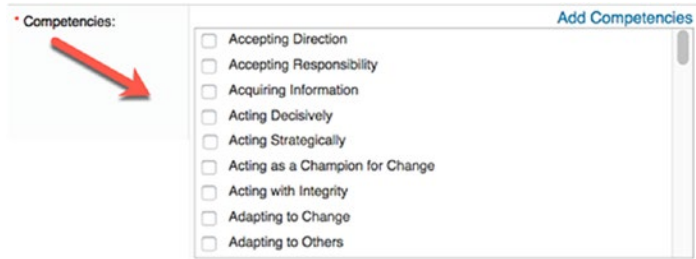 * Competencies:
Add Competencies
Accepting Direction
Accepting Responsibility
Acquiring Information
Acting Decisively
Acting Strategically
Acting as a Champion for Change
Acting with Integrity
Adapting to Change
Adapting to Others